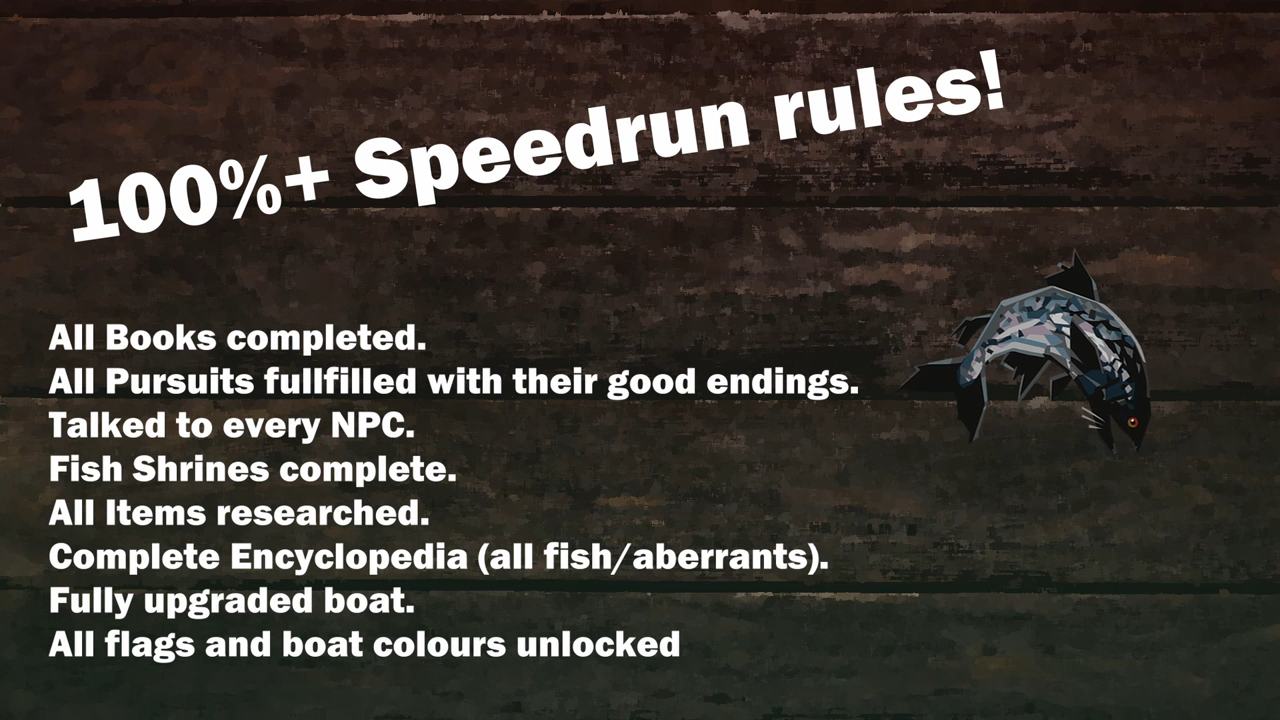 100%+ Speedrun rules!
All Books completed.
All Pursuits fullfilled with their good endings.
Talked to every NPC.
Fish Shrines complete.
All Items researched.
Complete Encyclopedia (all fish/aberrants).
Fully upgraded boat.
All flags and boat colours unlocked